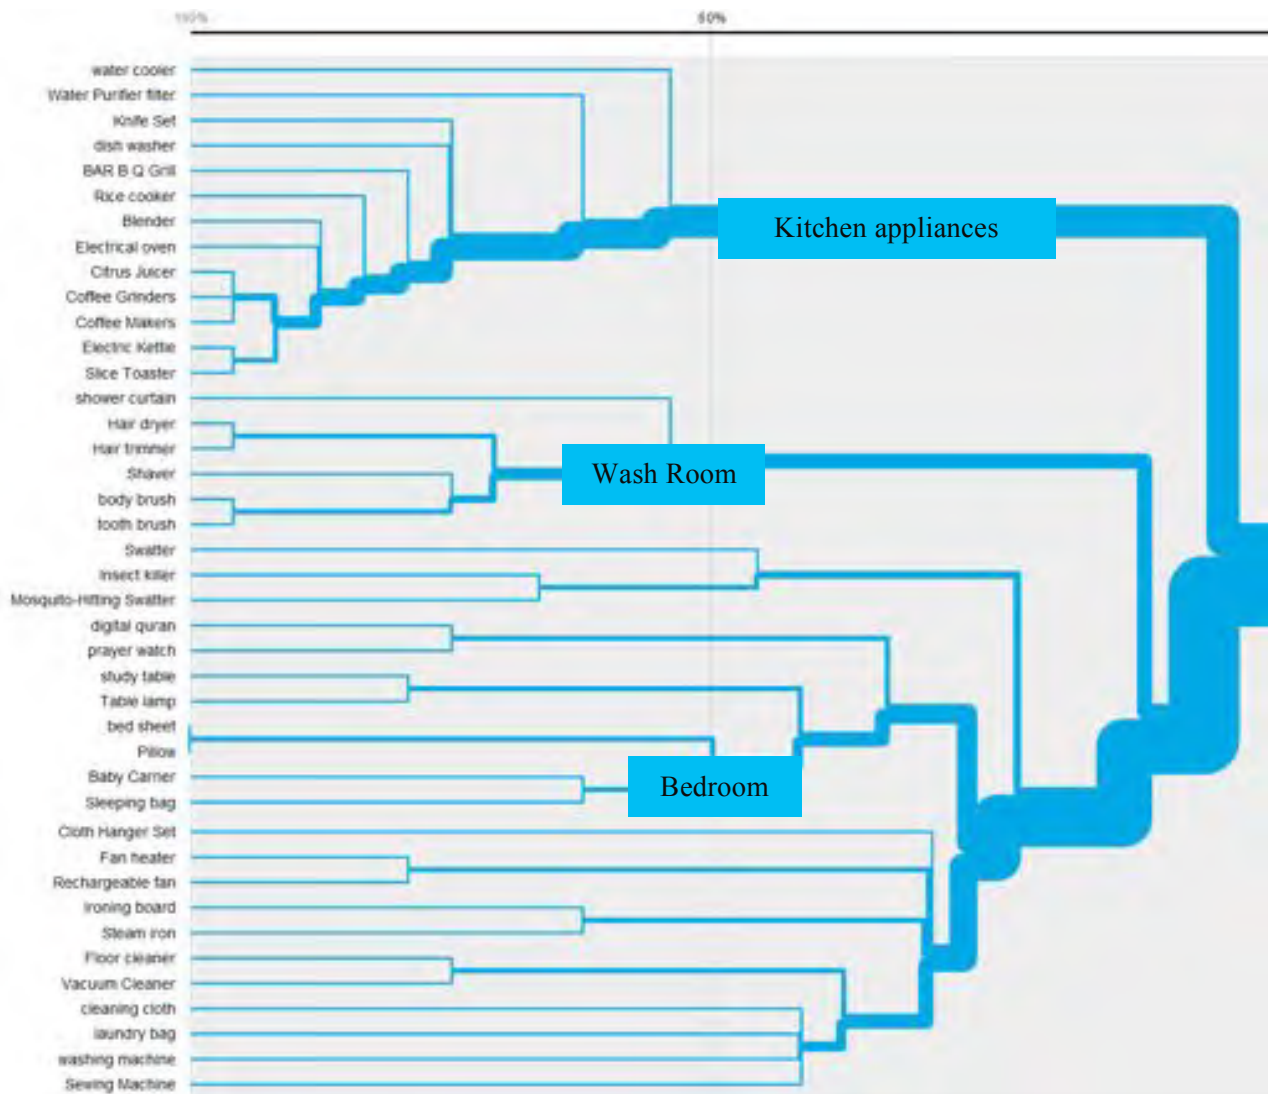 100% 50%
water cooler
Water Purifier filter
Knife Set
dish washer
BAR B Q Grill
Rice cooker
Kitchen appliances
Blender
Electrical oven
Citrus Juicer
Coffee Grinders
Coffee Makers
Electric Kettle
Slice Toaster
shower curtain
Hair dryer
Hair trimmer
Shaver
Wash Room
body brush
tooth brush
Swatter
Insect killer
Mosquito-Hitting Swatter
digital quran
prayer watch
study table
Table lamp
bed sheet
Pillow
Baby Carrier
Bedroom
Sleeping bag
Cloth Hanger Set
Fan heater
Rechargeable fan
Ironing board
Steam iron
Floor cleaner
Vacuum Cleaner
cleaning cloth
laundry bag
washing machine
Sewing Machine